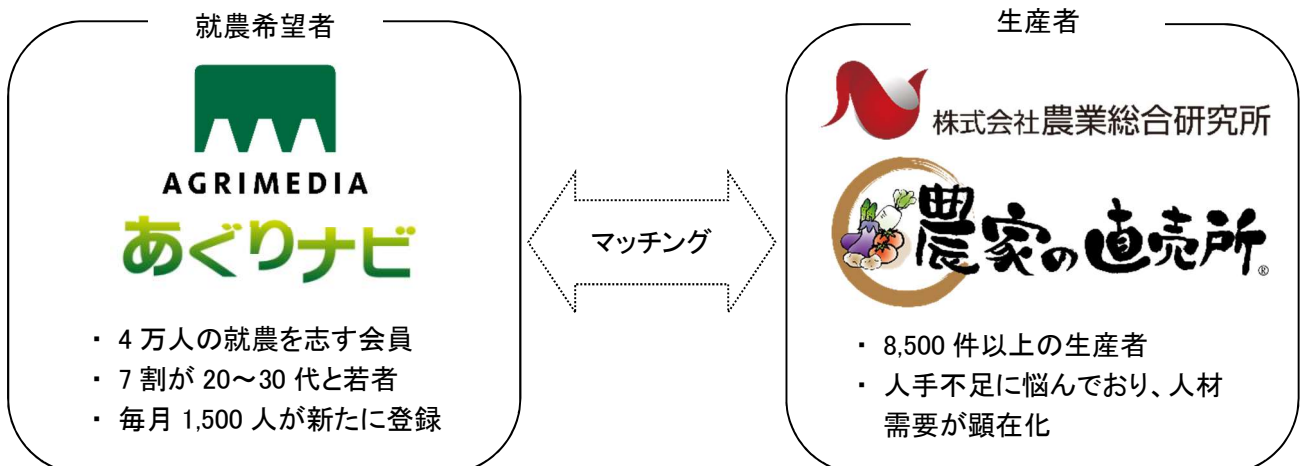 就農希望者
AGRIMEDIA
あぐりナビ
・ 4 万人の就農を志す会員
・ 7 割が 20～30 代と若者
・ 毎月 1,500 人が新たに登録
マッチング
生産者
株式会社農業総合研究所
農家の直売所®
・ 8,500 件以上の生産者
・ 人手不足に悩んでおり、人材
需要が顕在化